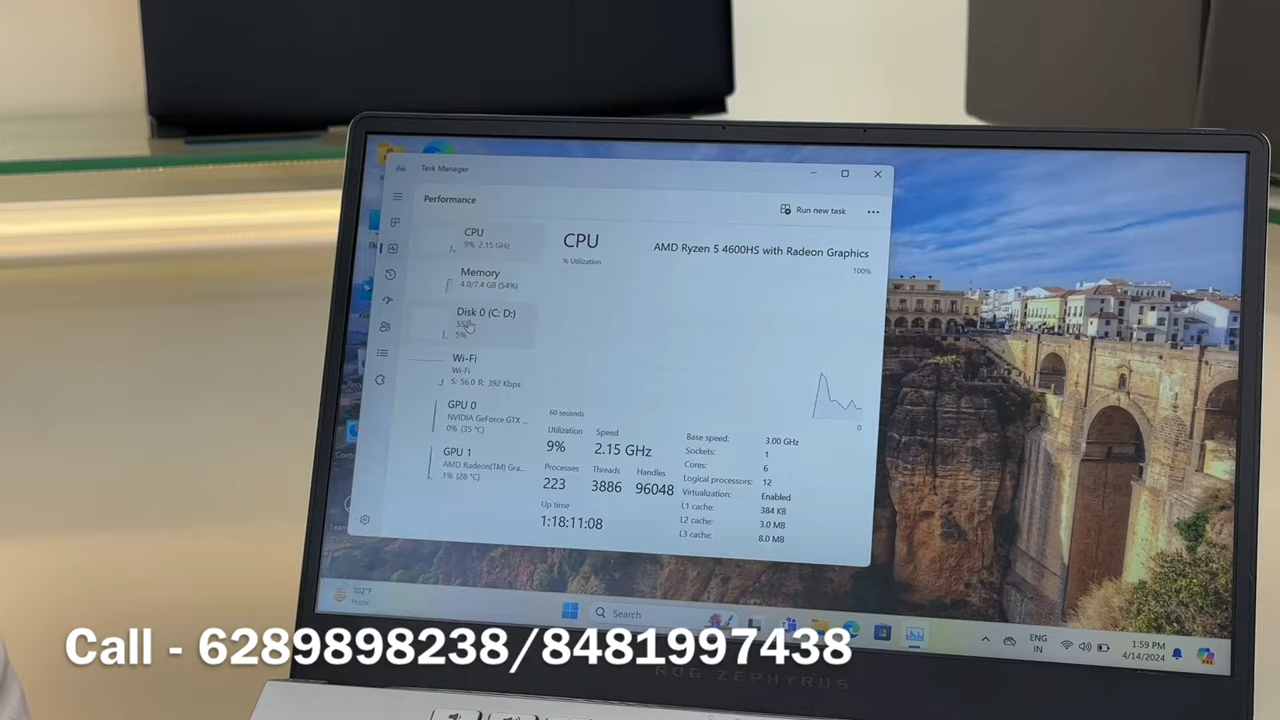 Task Manager
Performance
Run new task
CPU
9% 2.15 GHz
Memory
4.0/7.4 GB (54%)
Disk 0 (C: D:)
SSD
5%
Wi-Fi
Wi-Fi
S: 56.0 R: 392 Kbps
GPU 0
NVIDIA GeForce GTX ...
0% (35 °C)
GPU 1
AMD Radeon(TM) Gra...
1% (28 °C)
CPU
AMD Ryzen 5 4600HS with Radeon Graphics
% Utilization
100%
60 seconds
0
Utilization
9%
Speed
2.15 GHz
Processes
223
Threads
3886
Handles
96048
Up time
1:18:11:08
Base speed: 3.00 GHz
Sockets: 1
Cores: 6
Logical processors: 12
Virtualization: Enabled
L1 cache: 384 KB
L2 cache: 3.0 MB
L3 cache: 8.0 MB
102°F
Haze
Search
ENG
IN
1:59 PM
4/14/2024
Call - 6289898238/8481997438
ROG ZEPHYRUS